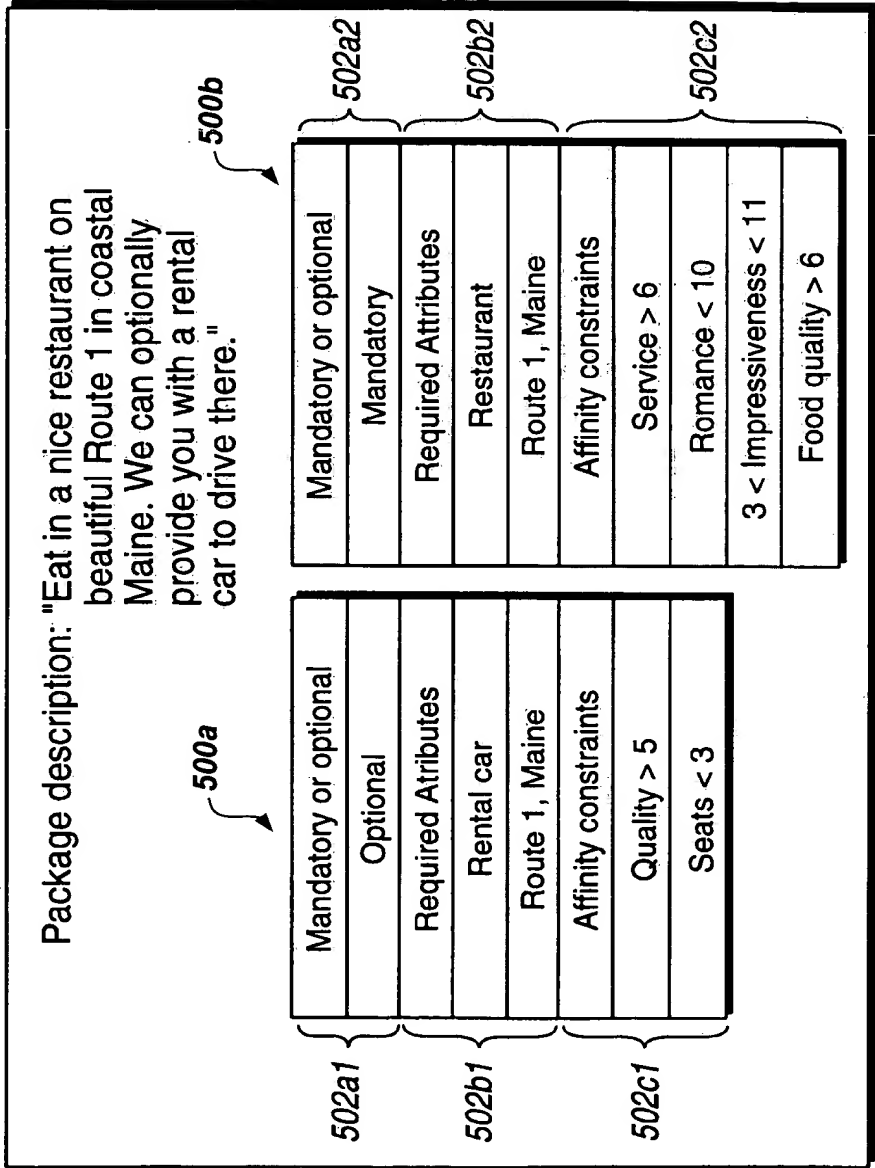 Package description: "Eat in a nice restaurant on
beautiful Route 1 in coastal
Maine. We can optionally
provide you with a rental
car to drive there."
500a
502a1
Mandatory or optional
Optional
502b1
Required Atributes
Rental car
Route 1, Maine
502c1
Affinity constraints
Quality > 5
Seats < 3
500b
Mandatory or optional
Mandatory
502a2
Required Attributes
Restaurant
Route 1, Maine
502b2
Affinity constraints
Service > 6
Romance < 10
3 < Impressiveness < 11
Food quality > 6
502c2